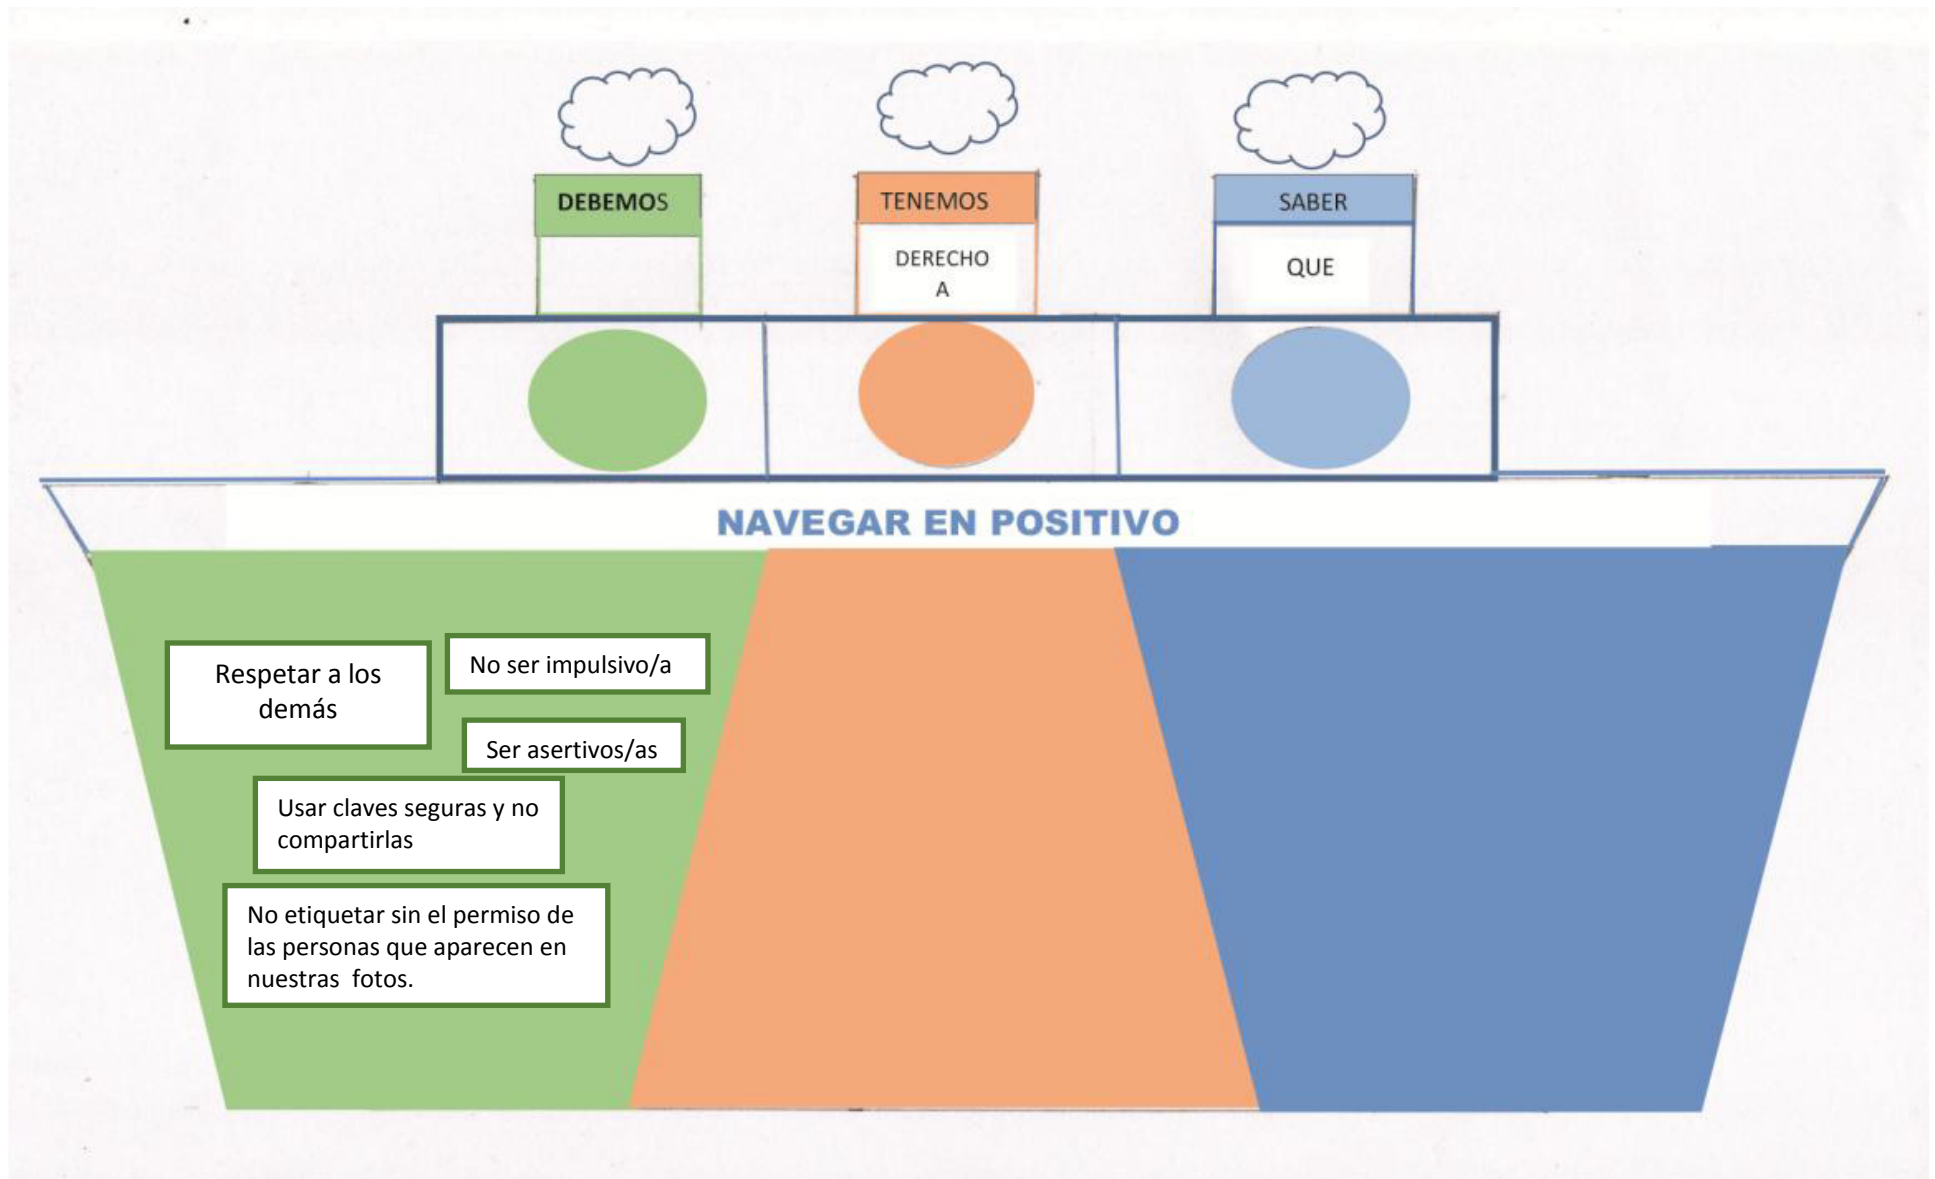 DEBEMOS
TENEMOS
DERECHO
A
SABER
QUE
NAVEGAR EN POSITIVO
Respetar a los
demás
No ser impulsivo/a
Ser asertivos/as
Usar claves seguras y no
compartirlas
No etiquetar sin el permiso de
las personas que aparecen en
nuestras fotos.